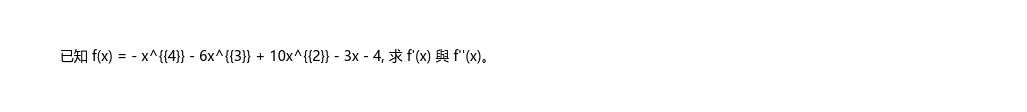 已知 f(x) = - x^{{4}} - 6x^{{3}} + 10x^{{2}} - 3x - 4, 求 f'(x) 與 f''(x)。